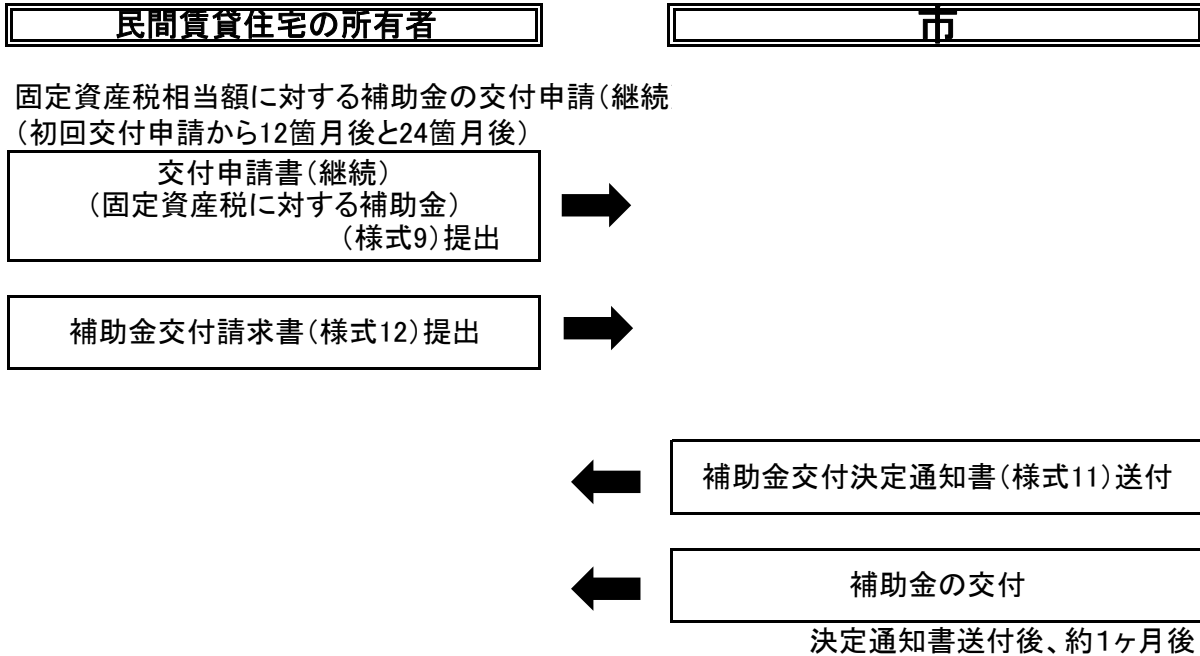 民間賃貸住宅の所有者
市
固定資産税相当額に対する補助金の交付申請（継続
（初回交付申請から12箇月後と24箇月後）
交付申請書（継続）
（固定資産税に対する補助金）
（様式9）提出
補助金交付請求書（様式12）提出
補助金交付決定通知書（様式11）送付
補助金の交付
決定通知書送付後、約1ヶ月後